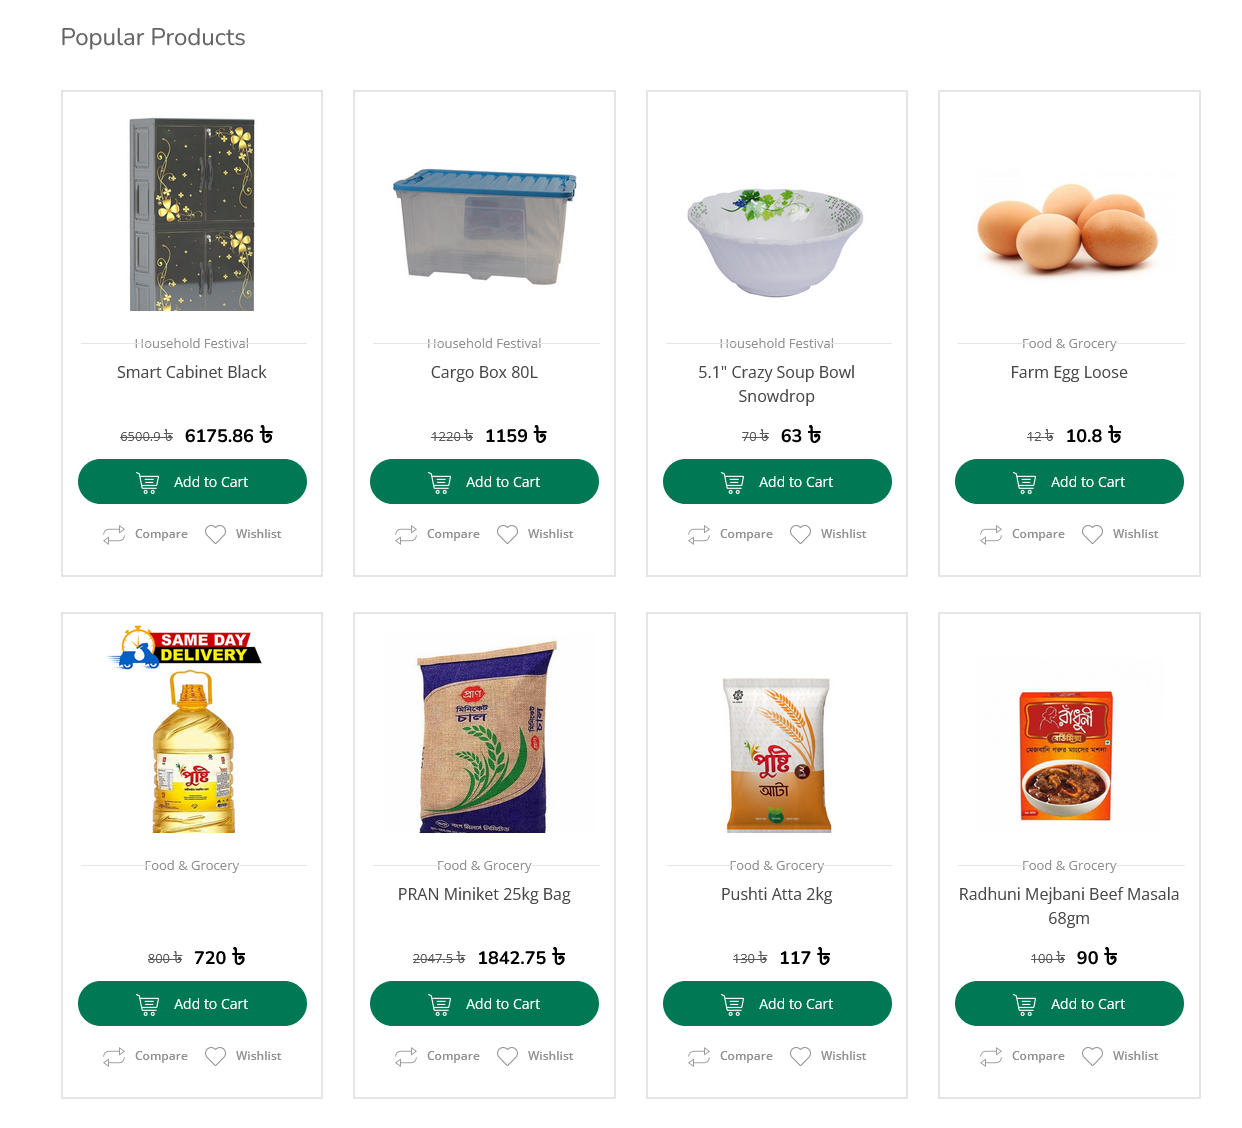 Popular Products
Household Festival
Smart Cabinet Black
6500.9 ৳ 6175.86 ৳
Add to Cart
Compare Wishlist
Household Festival
Cargo Box 80L
1220 ৳ 1159 ৳
Add to Cart
Compare Wishlist
Household Festival
5.1" Crazy Soup Bowl
Snowdrop
70 ৳ 63 ৳
Add to Cart
Compare Wishlist
Food & Grocery
Farm Egg Loose
12 ৳ 10.8 ৳
Add to Cart
Compare Wishlist
SAME DAY
DELIVERY
পুষ্টি
Food & Grocery
800 ৳ 720 ৳
Add to Cart
Compare Wishlist
প্রাণ
মিনিকেট
চাল
মিনিকেট
চাল
Food & Grocery
PRAN Miniket 25kg Bag
2047.5 ৳ 1842.75 ৳
Add to Cart
Compare Wishlist
পুষ্টি
আটা
Food & Grocery
Pushti Atta 2kg
130 ৳ 117 ৳
Add to Cart
Compare Wishlist
রাঁধুনী
রেডিমিক্স
মেজবানি গরুর মাংসের মসলা
Food & Grocery
Radhuni Mejbani Beef Masala
68gm
100 ৳ 90 ৳
Add to Cart
Compare Wishlist